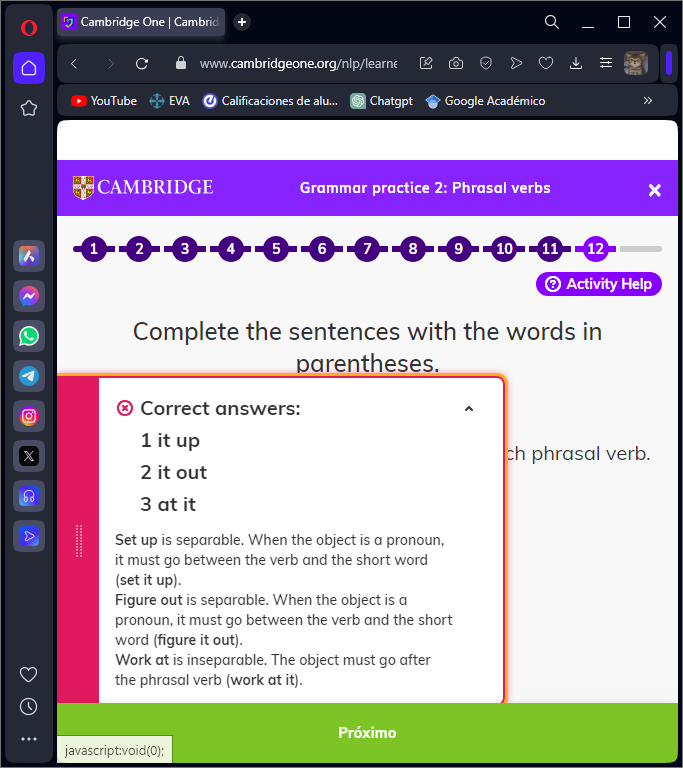 Cambridge One | Cambrid
www.cambridgeone.org/nlp/learne
YouTube
EVA
Calificaciones de alu...
Chatgpt
Google Académico
CAMBRIDGE
Grammar practice 2: Phrasal verbs
1 2 3 4 5 6 7 8 9 10 11 12
Activity Help
Complete the sentences with the words in
parentheses.
ch phrasal verb.
Correct answers:
1 it up
2 it out
3 at it
Set up is separable. When the object is a pronoun,
it must go between the verb and the short word
(set it up).
Figure out is separable. When the object is a
pronoun, it must go between the verb and the short
word (figure it out).
Work at is inseparable. The object must go after
the phrasal verb (work at it).
Próximo
javascript:void(0);